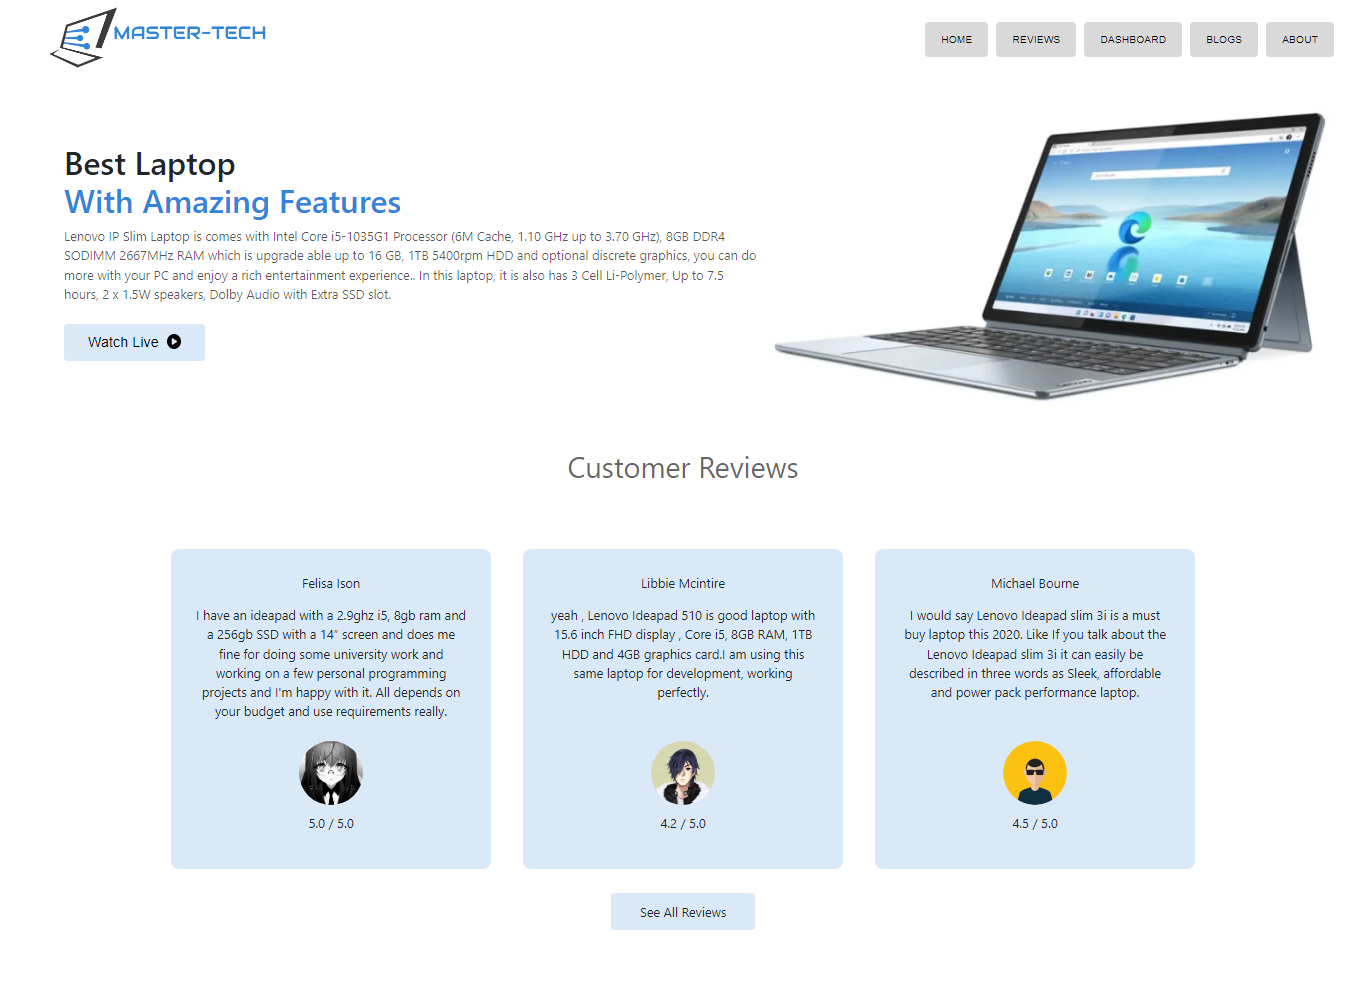 MASTER-TECH
HOME REVIEWS DASHBOARD BLOGS ABOUT
Best Laptop
With Amazing Features
Lenovo IP Slim Laptop is comes with Intel Core i5-1035G1 Processor (6M Cache, 1.10 GHz up to 3.70 GHz), 8GB DDR4
SODIMM 2667MHz RAM which is upgrade able up to 16 GB, 1TB 5400rpm HDD and optional discrete graphics, you can do
more with your PC and enjoy a rich entertainment experience.. In this laptop, it is also has 3 Cell Li-Polymer, Up to 7.5
hours, 2 x 1.5W speakers, Dolby Audio with Extra SSD slot.
Watch Live
Customer Reviews
Felisa Ison
I have an ideapad with a 2.9ghz i5, 8gb ram and
a 256gb SSD with a 14″ screen and does me
fine for doing some university work and
working on a few personal programming
projects and I'm happy with it. All depends on
your budget and use requirements really.
5.0 / 5.0
Libbie Mcintire
yeah , Lenovo Ideapad 510 is good laptop with
15.6 inch FHD display , Core i5, 8GB RAM, 1TB
HDD and 4GB graphics card.I am using this
same laptop for development, working
perfectly.
4.2 / 5.0
Michael Bourne
I would say Lenovo Ideapad slim 3i is a must
buy laptop this 2020. Like If you talk about the
Lenovo Ideapad slim 3i it can easily be
described in three words as Sleek, affordable
and power pack performance laptop.
4.5 / 5.0
See All Reviews